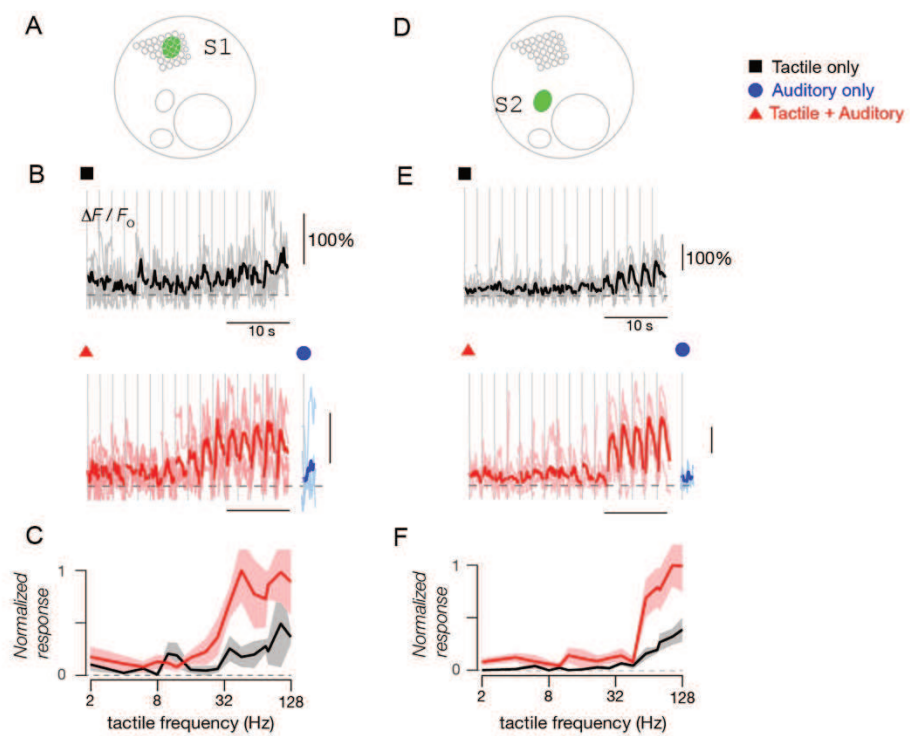 A
S1
D
S2
Tactile only
Auditory only
Tactile + Auditory
B
ΔF / Fo
100%
10 s
E
100%
10 s
C
Normalized
response
1
0
2
8
32
128
tactile frequency (Hz)
F
Normalized
response
1
0
2
8
32
128
tactile frequency (Hz)